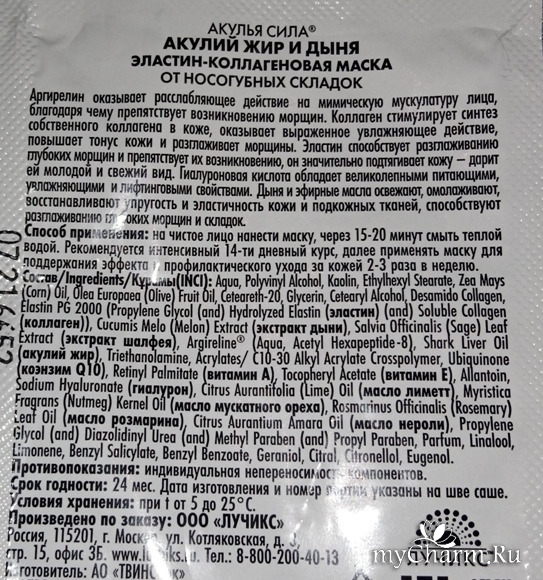 АКУЛЬЯ СИЛА®
АКУЛИЙ ЖИР И ДЫНЯ
ЭЛАСТИН-КОЛЛАГЕНОВАЯ МАСКА
ОТ НОСОГУБНЫХ СКЛАДОК
Аргирелин оказывает расслабляющее действие на мимическую мускулатуру лица,
благодаря чему препятствует возникновению морщин. Коллаген стимулирует синтез
собственного коллагена в коже, оказывает выраженное увлажняющее действие,
повышает тонус кожи и разглаживает морщины. Эластин способствует разглаживанию
глубоких морщин и препятствует их возникновению, он значительно подтягивает кожу – дарит
ей молодой и свежий вид. Гиалуроновая кислота обладает великолепными питающими,
увлажняющими и лифтинговыми свойствами. Дыня и эфирные масла освежают, омолаживают,
восстанавливают упругость и эластичность кожи и подкожных тканей, способствуют
разглаживанию глубоких морщин и складок.
Способ применения: на чистое лицо нанести маску, через 15-20 минут смыть теплой
водой. Рекомендуется интенсивный 14-ти дневный курс, далее применять маску для
поддержания эффекта и профилактического ухода за кожей 2-3 раза в неделю.
Состав/Ingredients/Құрамы(INCI): Aqua, Polyvinyl Alcohol, Kaolin, Ethylhexyl Stearate, Zea Mays
(Corn) Oil, Olea Europaea (Olive) Fruit Oil, Ceteareth-20, Glycerin, Cetearyl Alcohol, Desamido Collagen,
Elastin PG 2000 (Propylene Glycol (and) Hydrolyzed Elastin (эластин) (and) Soluble Collagen
(коллаген)), Cucumis Melo (Melon) Extract (экстракт дыни), Salvia Officinalis (Sage) Leaf
Extract (экстракт шалфея), Argireline® (Aqua, Acetyl Hexapeptide-8), Shark Liver Oil
(акулий жир), Triethanolamine, Acrylates/ C10-30 Alkyl Acrylate Crosspolymer, Ubiquinone
(коэнзим Q10), Retinyl Palmitate (витамин А), Tocopheryl Acetate (витамин Е), Allantoin,
Sodium Hyaluronate (гиалурон), Citrus Aurantifolia (Lime) Oil (масло лиметт), Myristica
Fragrans (Nutmeg) Kernel Oil (масло мускатного ореха), Rosmarinus Officinalis (Rosemary)
Leaf Oil (масло розмарина), Citrus Aurantium Amara Oil (масло нероли), Propylene
Glycol (and) Diazolidinyl Urea (and) Methyl Paraben (and) Propyl Paraben, Parfum, Linalool,
Limonene, Benzyl Salicylate, Benzyl Benzoate, Geraniol, Citral, Citronellol, Eugenol.
Противопоказания: индивидуальная непереносимость компонентов.
Срок годности: 24 мес. Дата изготовления и номер партии указаны на шве саше.
Условия хранения: при t от 5 до 25°С.
Произведено по заказу: ООО «ЛУЧИКС»
Россия, 115201, г. Москва, ул. Котляковская, д. 3,
стр. 15, офис 3Б. Тел.: 8-800-200-40-13
Изготовитель: АО
myCharm.Ru